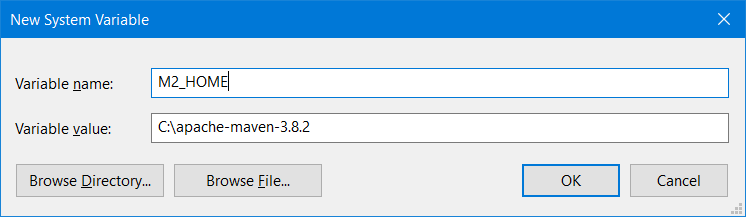 New System Variable
Variable name:
M2_HOME
Variable value:
C:\apache-maven-3.8.2
Browse Directory...
Browse File...
OK
Cancel